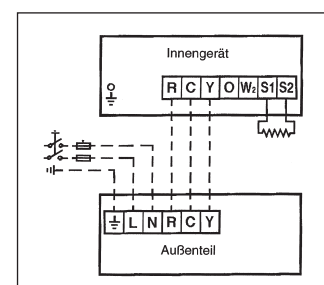 Innengerät
R C Y O W₂ S1 S2
L N R C Y
Außenteil